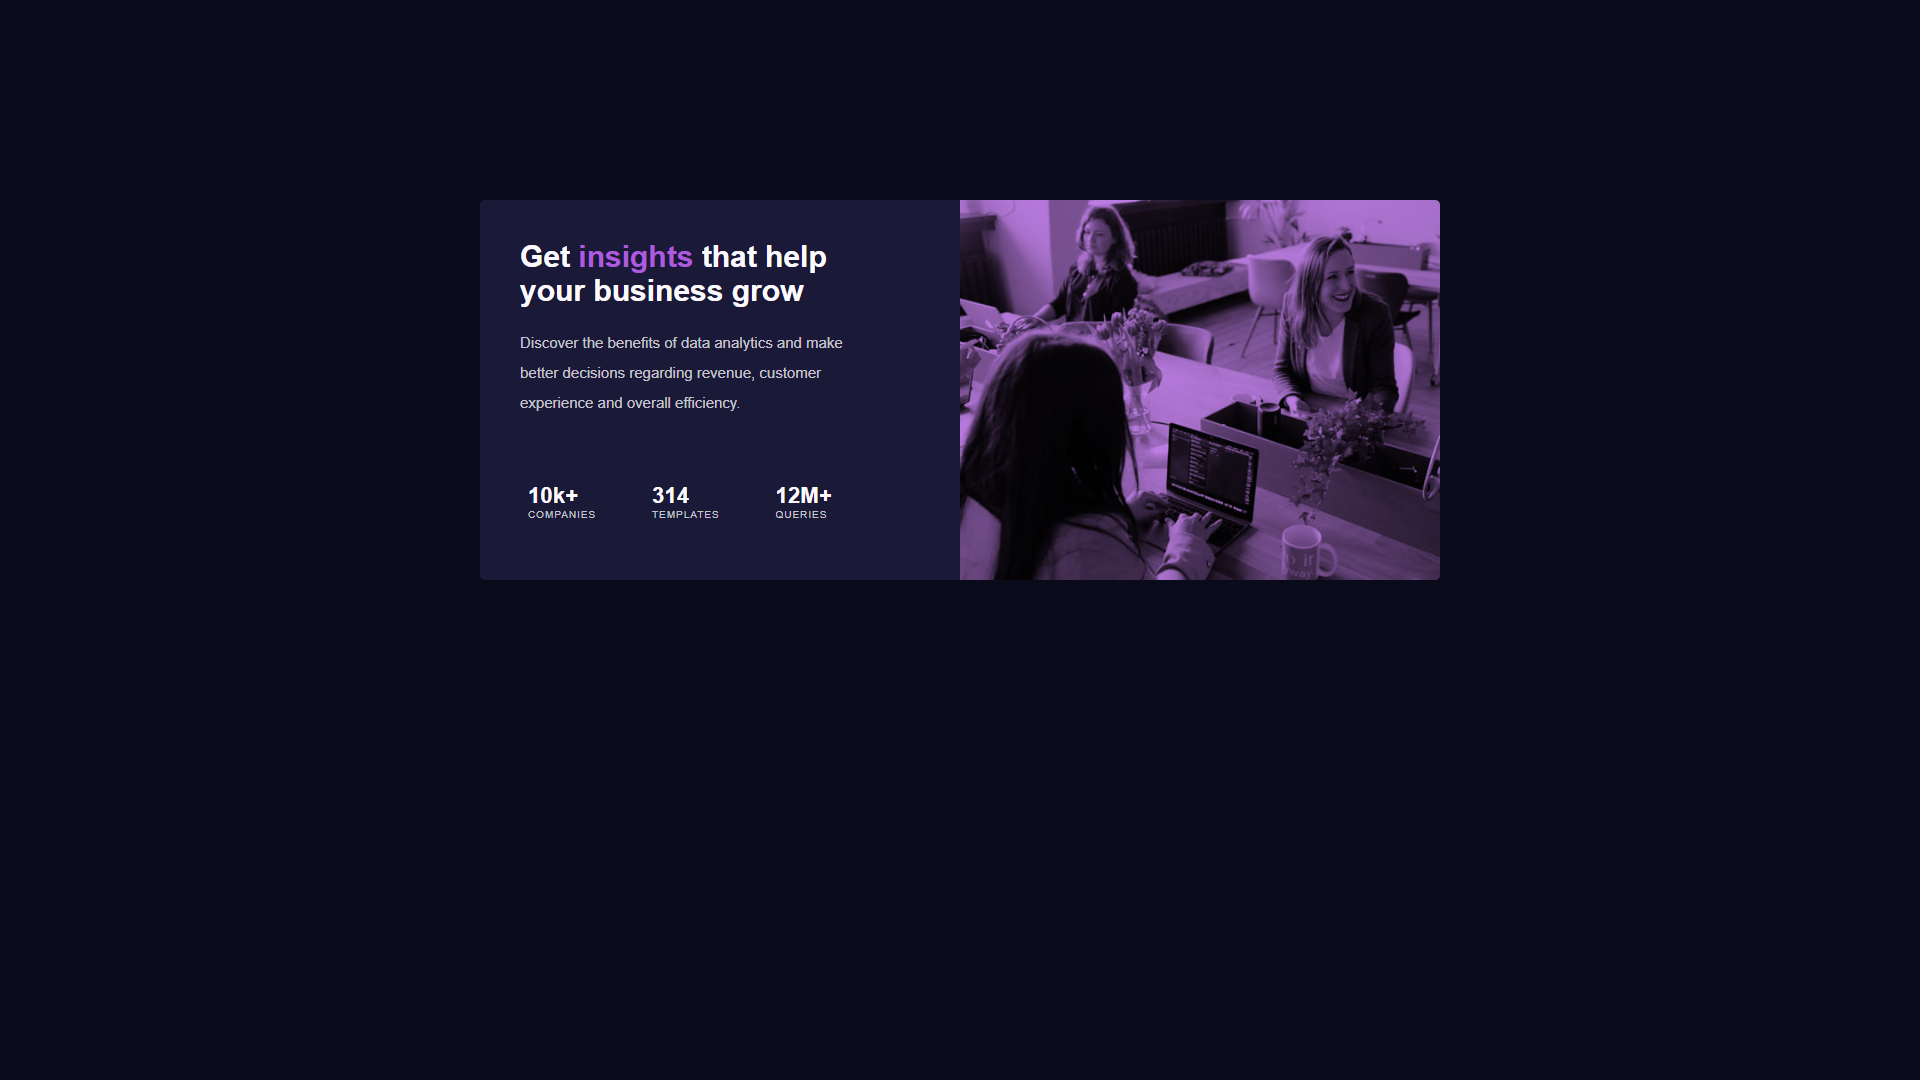 Get insights that help
your business grow
Discover the benefits of data analytics and make
better decisions regarding revenue, customer
experience and overall efficiency.
10k+ 314 12M+
COMPANIES TEMPLATES QUERIES